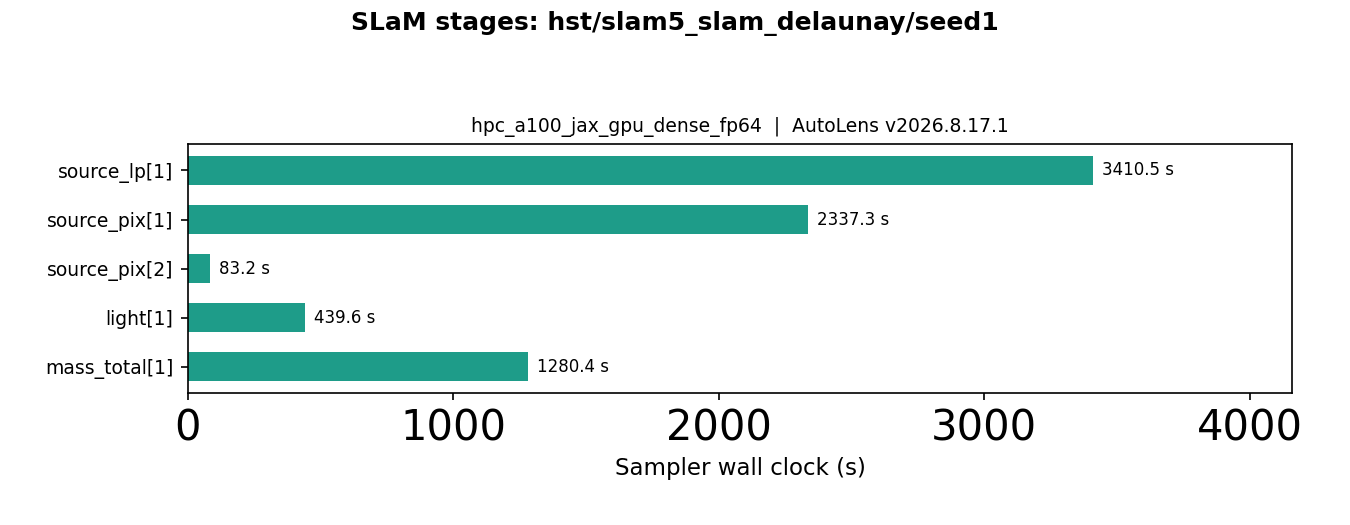 SLaM stages: hst/slam5_slam_delaunay/seed1
hpc_a100_jax_gpu_dense_fp64 | AutoLens v2026.8.17.1
source_lp[1] 3410.5 s
source_pix[1] 2337.3 s
source_pix[2] 83.2 s
light[1] 439.6 s
mass_total[1] 1280.4 s
0 1000 2000 3000 4000
Sampler wall clock (s)